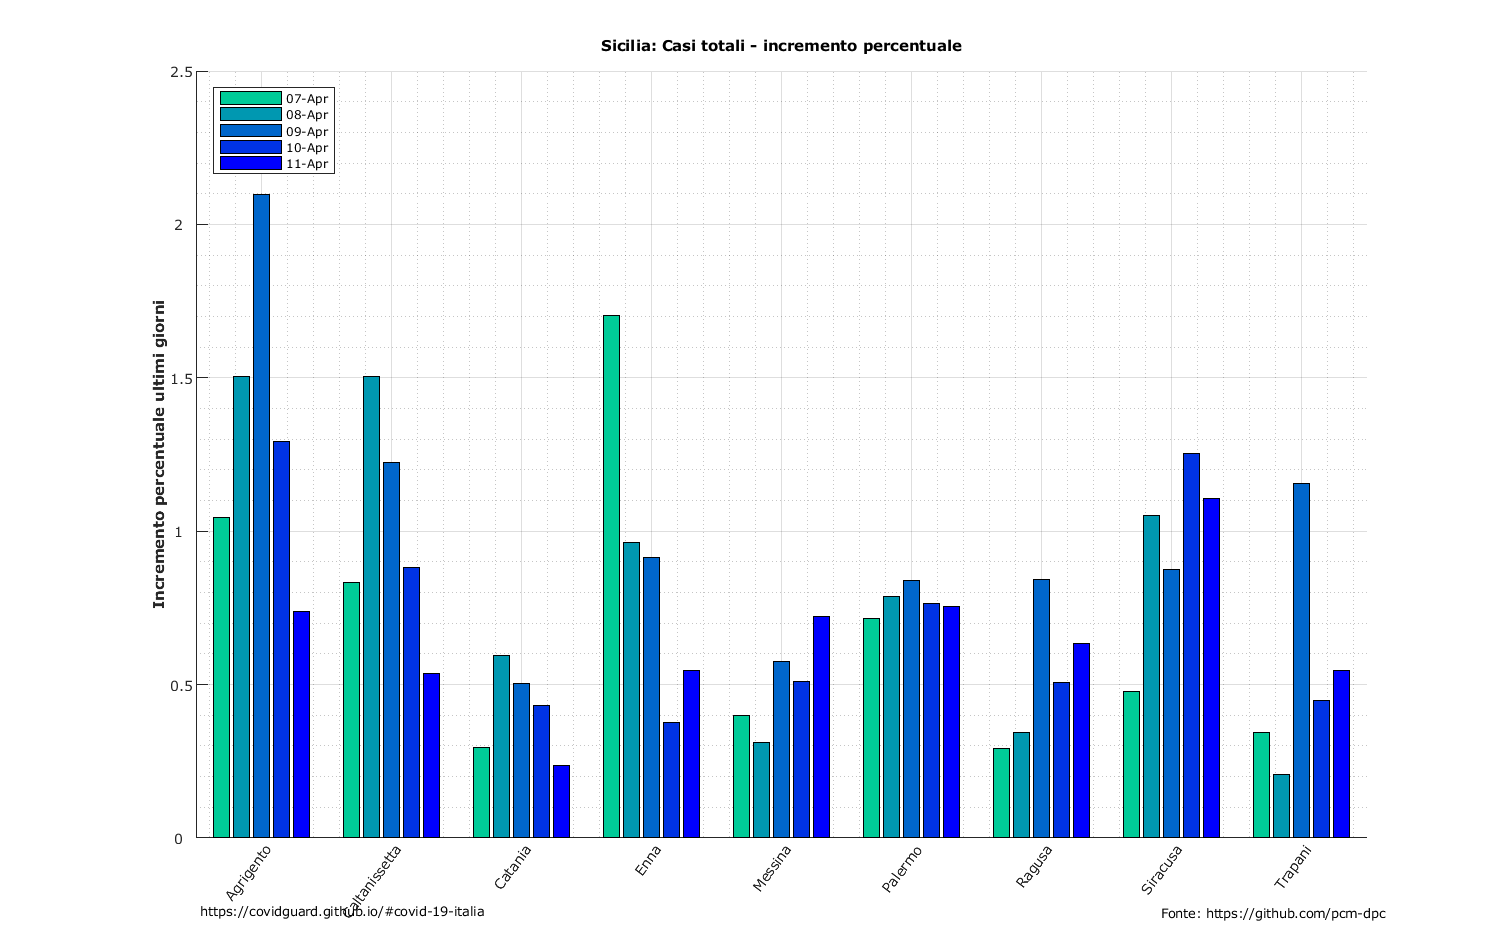 Sicilia: Casi totali - incremento percentuale
2.5
2
1.5
1
0.5
0
Incremento percentuale ultimi giorni
07-Apr
08-Apr
09-Apr
10-Apr
11-Apr
Agrigento
Caltanissetta
Catania
Enna
Messina
Palermo
Ragusa
Siracusa
Trapani
https://covidguard.github.io/#covid-19-italia
Fonte: https://github.com/pcm-dpc